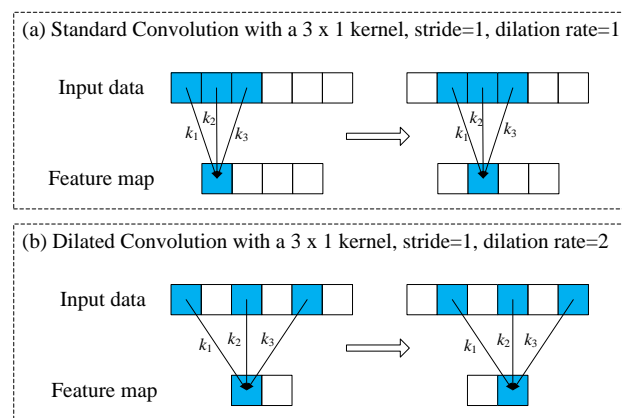 (a) Standard Convolution with a 3 x 1 kernel, stride=1, dilation rate=1
Input data
k1 k2 k3 k1 k2 k3
Feature map
(b) Dilated Convolution with a 3 x 1 kernel, stride=1, dilation rate=2
Input data
k1 k2 k3 k1 k2 k3
Feature map